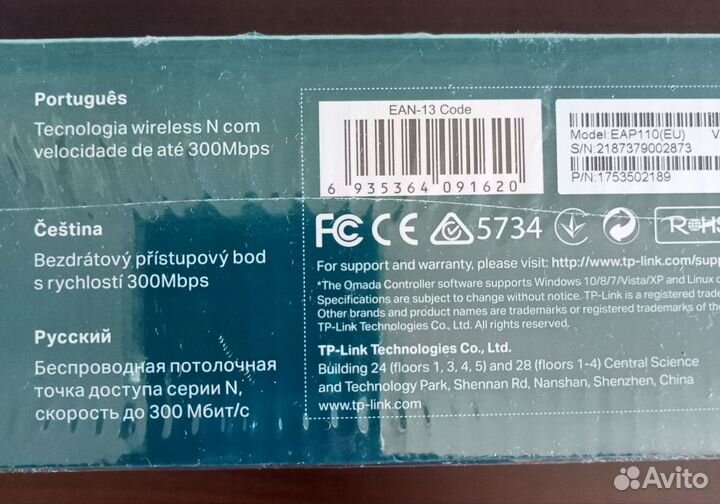 Português
Tecnologia wireless N com
velocidade de até 300Mbps
Čeština
Bezdrátový přístupový bod
s rychlostí 300Mbps
Русский
Беспроводная потолочная
точка доступа серии N,
скорость до 300 Мбит/с
EAN-13 Code
6 935364 091620
Model:EAP110(EU) V
S/N:2187379002873
P/N:1753502189
FC CE 5734 RoHS
For support and warranty, please visit: http://www.tp-link.com/supp
*The Omada Controller software supports Windows 10/8/7/Vista/XP and Linux
Specifications are subject to change without notice. TP-Link is a registered trade
Other brands and product names are trademarks or registered trademarks of the
TP-Link Technologies Co., Ltd. All rights reserved.
TP-Link Technologies Co., Ltd.
Building 24 (floors 1, 3, 4, 5) and 28 (floors 1-4) Central Science
and Technology Park, Shennan Rd, Nanshan, Shenzhen, China
www.tp-link.com
Avito